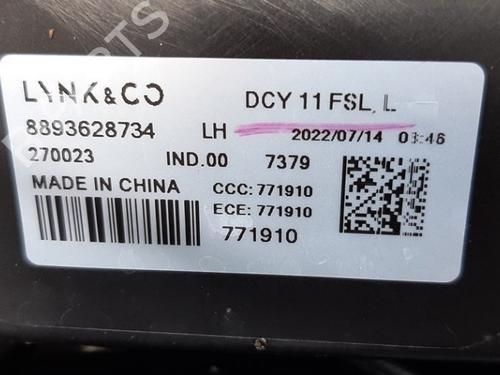 LYNK&CO DCY 11 FSL, L
8893628734 LH 2022/07/14 03:46
270023 IND.00 7379
MADE IN CHINA CCC: 771910
ECE: 771910
771910